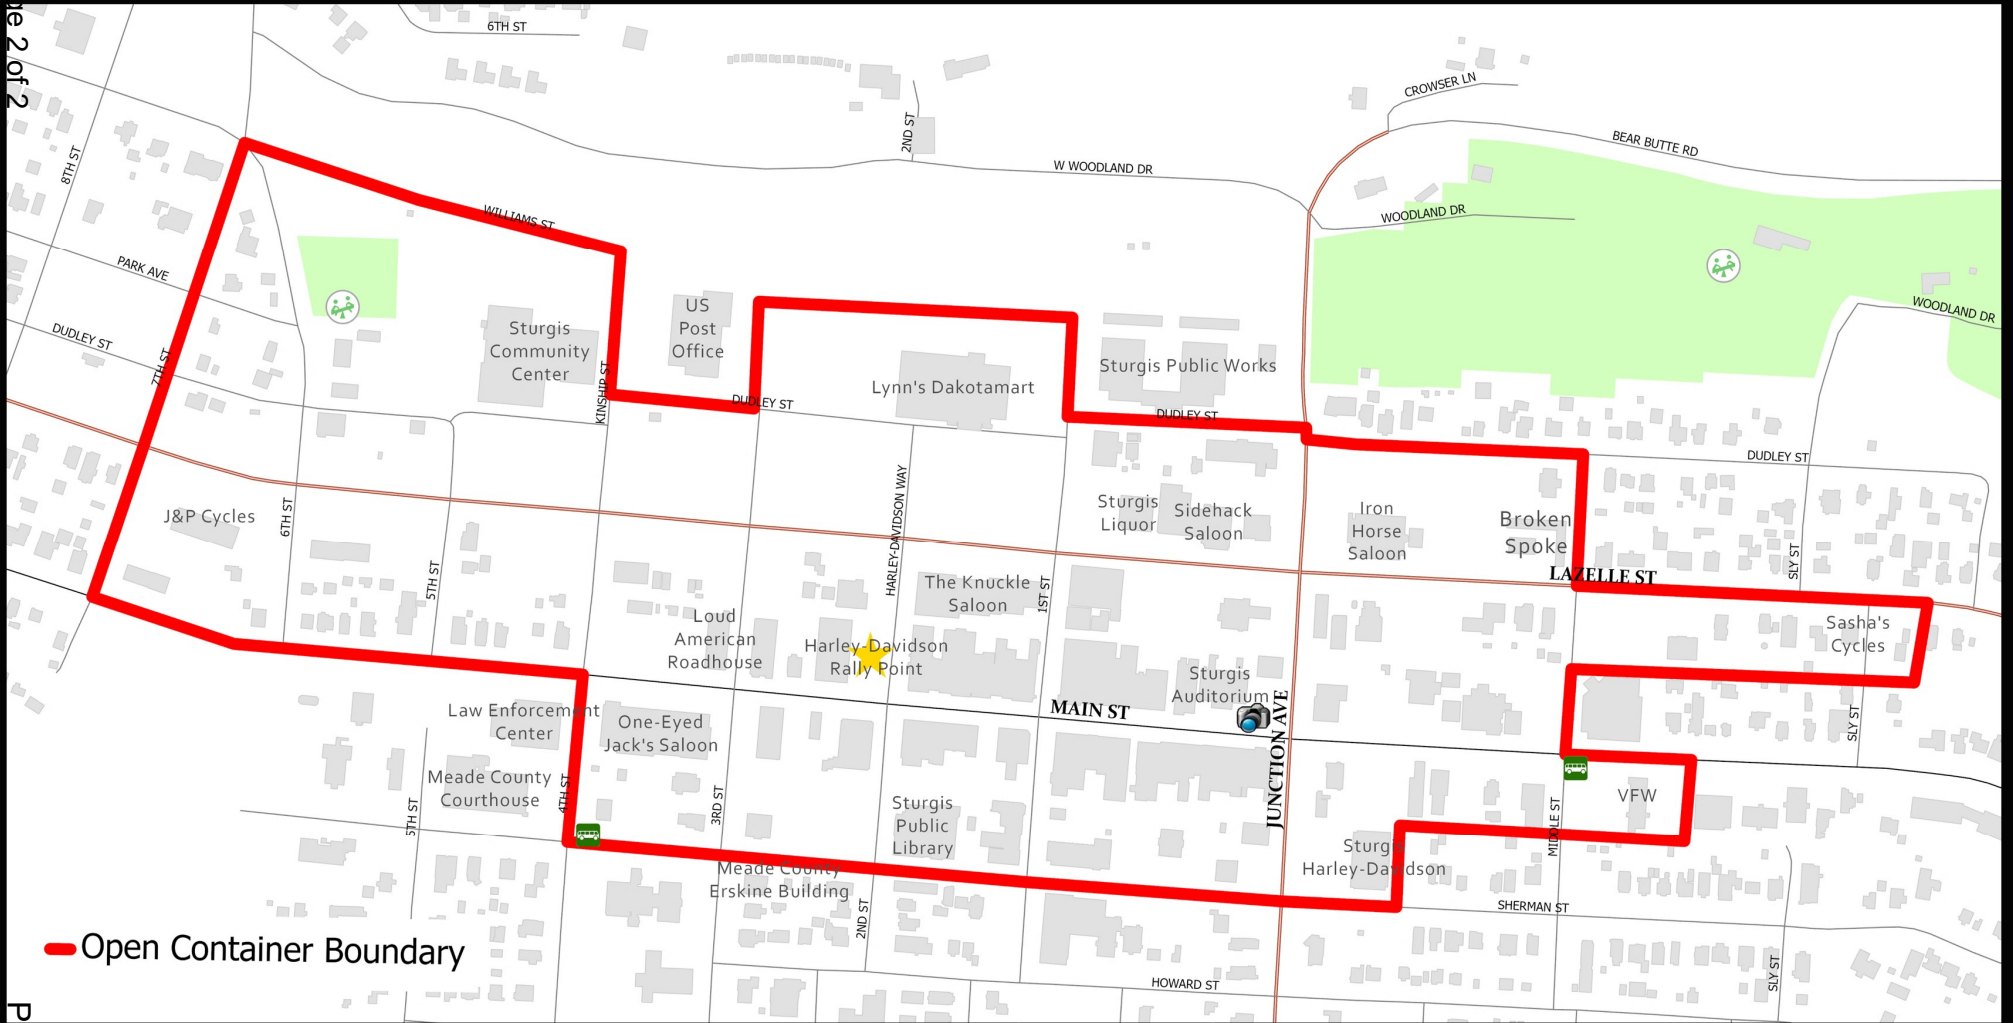 ge 2 of 2
6TH ST
CROWSER LN
BEAR BUTTE RD
2ND ST
8TH ST
W WOODLAND DR
WOODLAND DR
WILLIAMS ST
PARK AVE
WOODLAND DR
US
Post
Office
DUDLEY ST
7TH ST
Sturgis
Community
Center
KINSHIP ST
Lynn's Dakotamart
Sturgis Public Works
DUDLEY ST
DUDLEY ST
DUDLEY ST
J&P Cycles
6TH ST
5TH ST
HARLEY-DAVIDSON WAY
Sturgis
Liquor
Sidehack
Saloon
Iron
Horse
Saloon
Broken
Spoke
SLY ST
LAZELLE ST
The Knuckle
Saloon
1ST ST
Loud
American
Roadhouse
Harley-Davidson
Rally Point
Sasha's
Cycles
Sturgis
Auditorium
MAIN ST
JUNCTION AVE
SLY ST
Law Enforcement
Center
One-Eyed
Jack's Saloon
Meade County
Courthouse
4TH ST
5TH ST
3RD ST
Sturgis
Public
Library
VFW
MIDDLE ST
Sturgis
Harley-Davidson
Meade County
Erskine Building
2ND ST
SHERMAN ST
Open Container Boundary
SLY ST
HOWARD ST
P